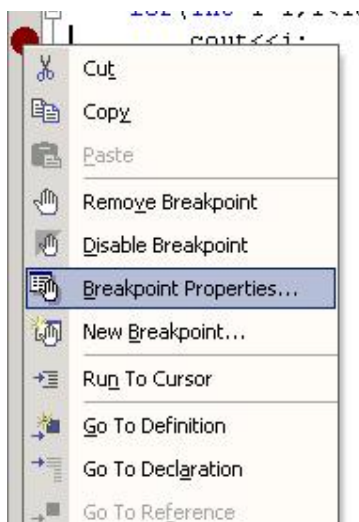 cout<<i;
Cut
Copy
Paste
Remove Breakpoint
Disable Breakpoint
Breakpoint Properties...
New Breakpoint...
Run To Cursor
Go To Definition
Go To Declaration
Go To Reference